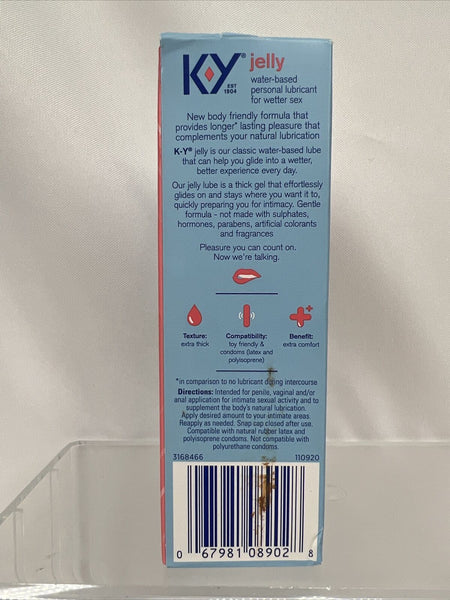 K-Y® jelly
EST 1904
water-based
personal lubricant
for wetter sex
New body friendly formula that
provides longer* lasting pleasure that
complements your natural lubrication
K-Y® jelly is our classic water-based lube
that can help you glide into a wetter,
better experience every day.
Our jelly lube is a thick gel that effortlessly
glides on and stays where you want it to,
quickly preparing you for intimacy. Gentle
formula - not made with sulphates,
hormones, parabens, artificial colorants
and fragrances
Pleasure you can count on.
Now we're talking.
Texture:
extra thick
Compatibility:
toy friendly &
condoms (latex and
polyisoprene)
Benefit:
extra comfort
*in comparison to no lubricant during intercourse
Directions: Intended for penile, vaginal and/or
anal application for intimate sexual activity and to
supplement the body's natural lubrication.
Apply desired amount to your intimate areas.
Reapply as needed. Snap cap closed after use.
Compatible with natural rubber latex and
polyisoprene condoms. Not compatible with
polyurethane condoms.
3168466 110920
0 67981 08902 8